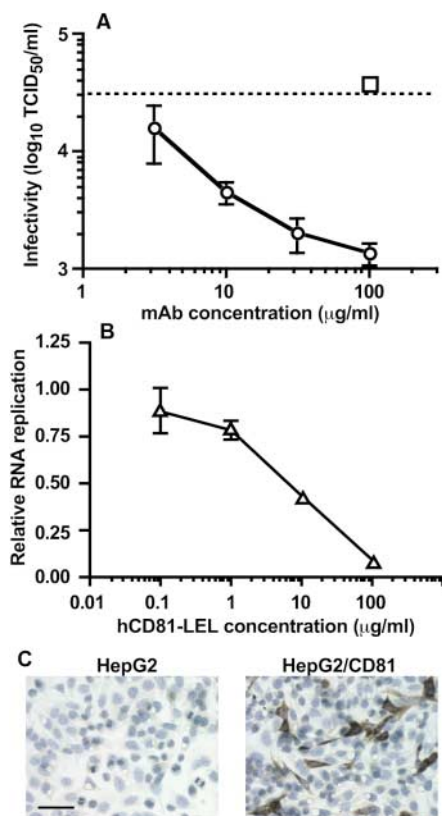 A
Infectivity (log10 TCID50/ml)
5
4
3
1
10
100
mAb concentration (μg/ml)
B
Relative RNA replication
1.25
1.00
0.75
0.50
0.25
0.00
0.01
0.1
1
10
100
hCD81-LEL concentration (μg/ml)
C
HepG2
HepG2/CD81